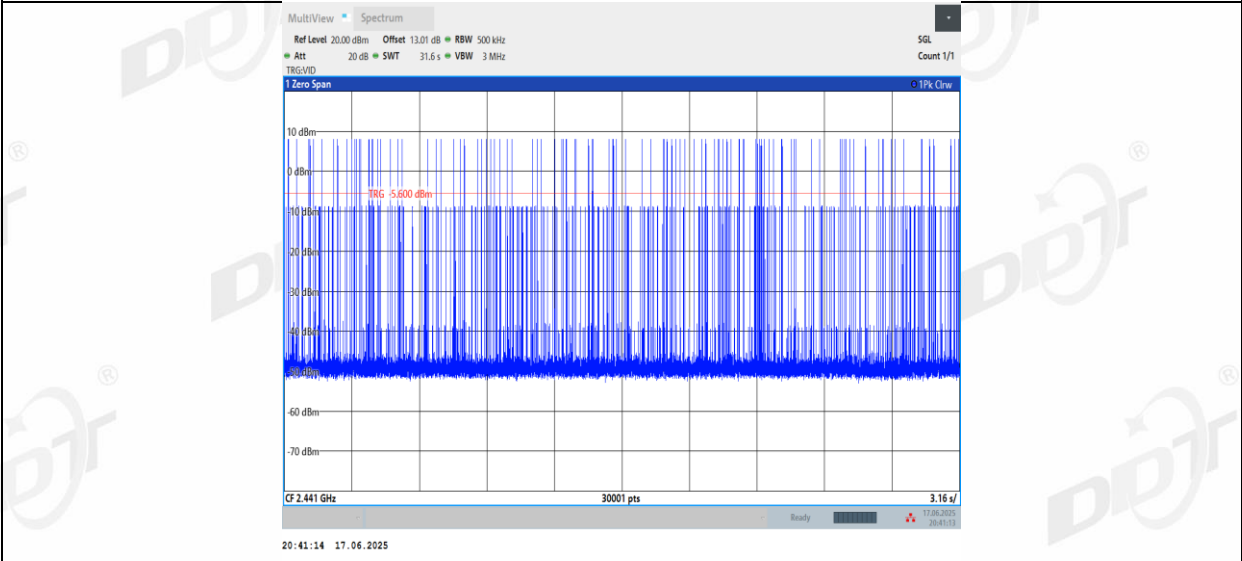 MultiView Spectrum
Ref Level 20.00 dBm Offset 13.01 dB RBW 500 kHz SGL
Att 20 dB SWT 31.6 s VBW 3 MHz Count 1/1
TRG:VID
1 Zero Span 1Pk Clrw
10 dBm
0 dBm
TRG -5.600 dBm
-10 dBm
-20 dBm
-30 dBm
-40 dBm
-50 dBm
-60 dBm
-70 dBm
CF 2.441 GHz 30001 pts 3.16 s/
Ready 17.06.2025
20:41:13
20:41:14 17.06.2025
DDT
®